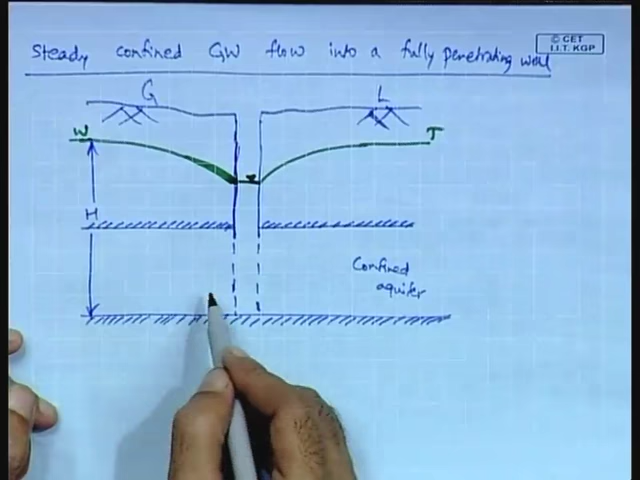 Steady confined GW flow into a fully penetrating well
© CET
I.I.T. KGP
G L
W T
H
Confined
aquifer